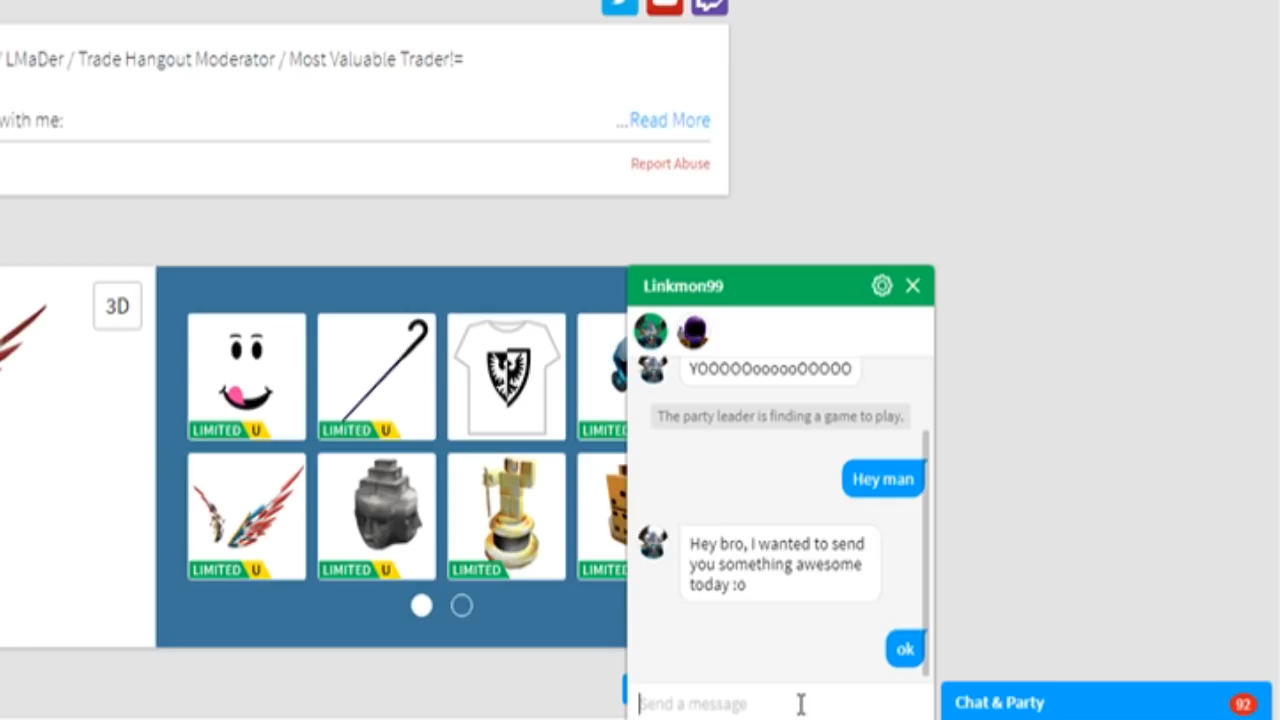 / LMaDer / Trade Hangout Moderator / Most Valuable Trader!=
with me:
...Read More
Report Abuse
3D
LIMITED U
LIMITED U
LIMITED
LIMITED U
LIMITED U
LIMITED
LIMITED
Linkmon99
YOOOOOoooooOOOOO
The party leader is finding a game to play.
Hey man
Hey bro, I wanted to send
you something awesome
today :o
ok
Send a message
Chat & Party
92